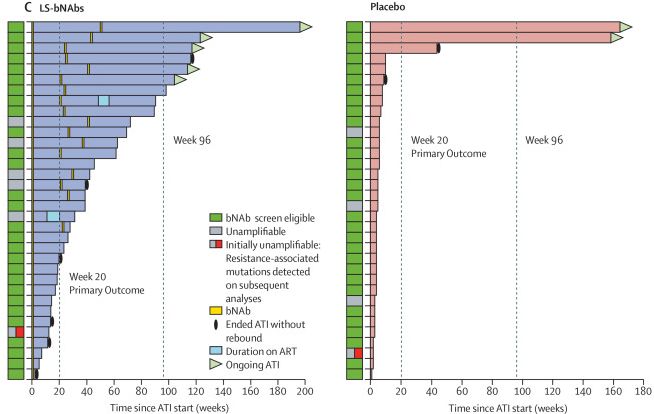 C LS-bNAbs
Week 96
Week 20
Primary Outcome
bNAb screen eligible
Unamplifiable
Initially unamplifiable:
Resistance-associated
mutations detected
on subsequent
analyses
bNAb
Ended ATI without
rebound
Duration on ART
Ongoing ATI
0 20 40 60 80 100 120 140 160 180 200
Time since ATI start (weeks)
Placebo
Week 20
Primary Outcome
Week 96
0 20 40 60 80 100 120 140 160 180
Time since ATI start (weeks)